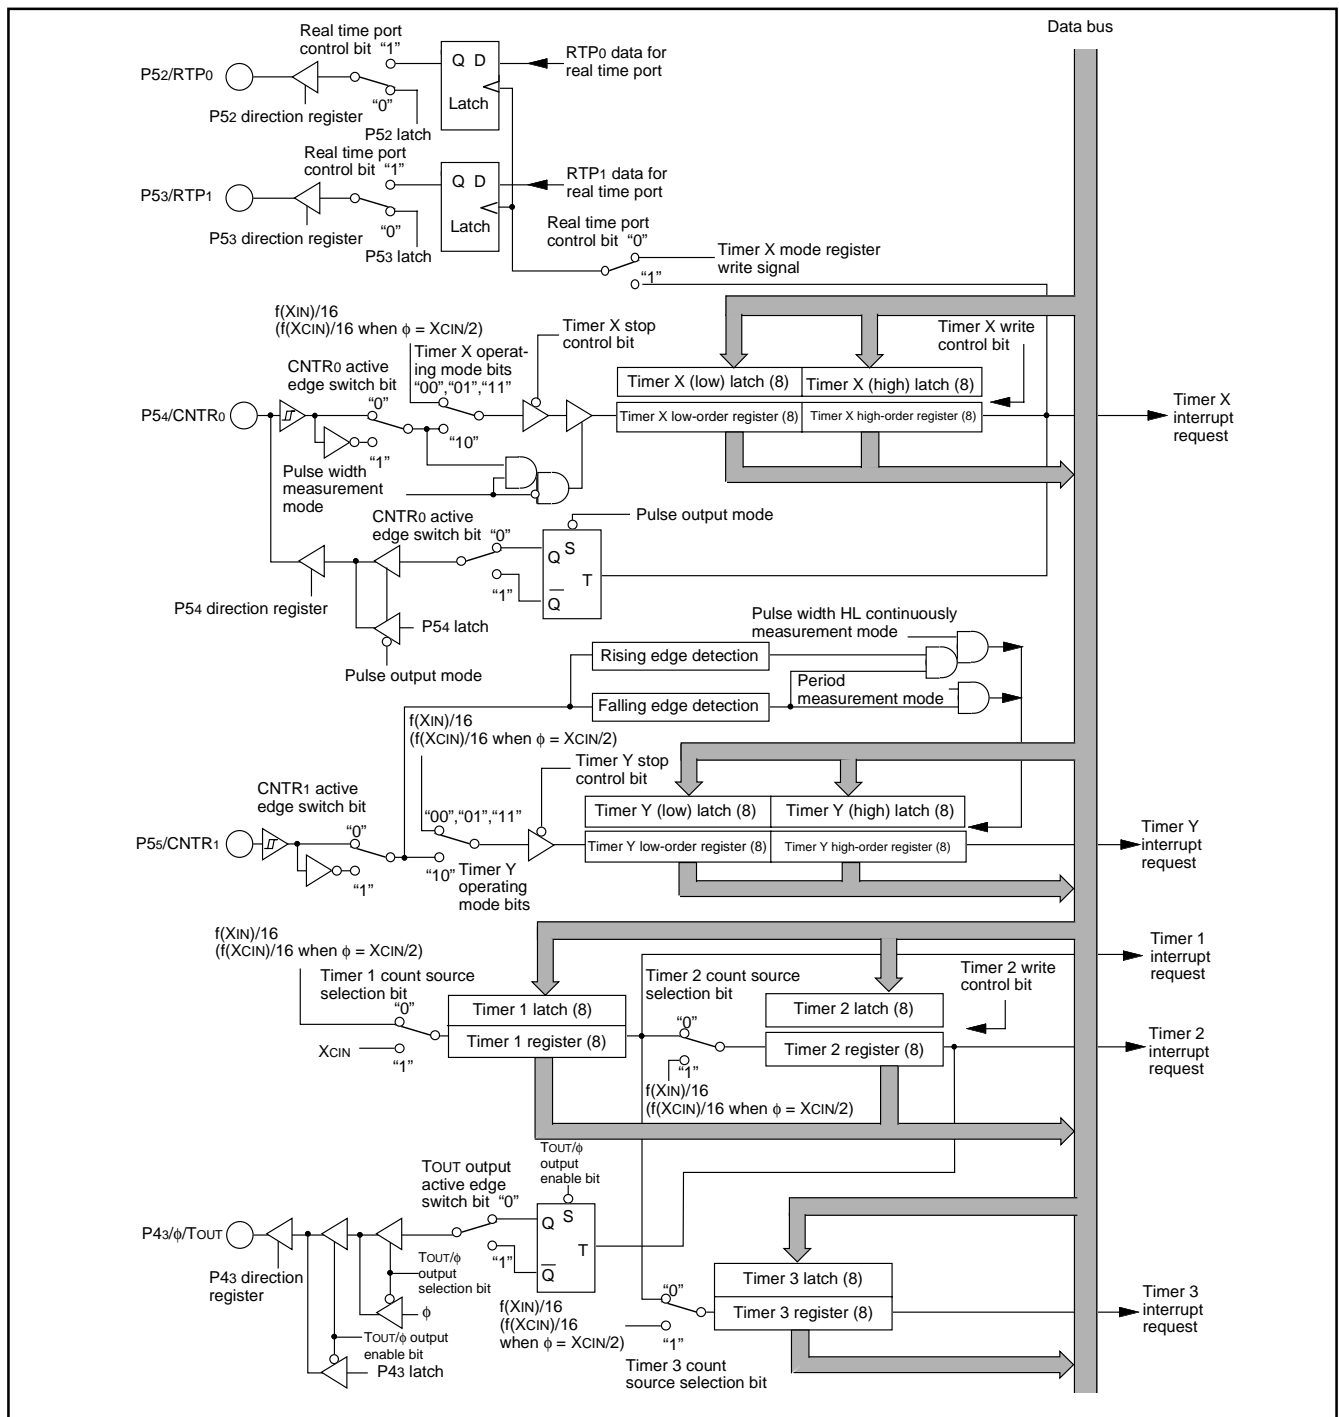 Data bus
Real time port
control bit “1”
Q D
RTP0 data for
real time port
P52/RTP0
“0”
Latch
P52 direction register
P52 latch
Real time port
control bit “1”
Q D
RTP1 data for
real time port
P53/RTP1
“0”
Latch
P53 direction register
P53 latch
Real time port
control bit “0”
Timer X mode register
write signal
“1”
f(XIN)/16
(f(XCIN)/16 when φ = XCIN/2)
Timer X stop
control bit
Timer X write
control bit
CNTR0 active
edge switch bit
Timer X operat-
ing mode bits
“00”,“01”,“11”
Timer X (low) latch (8)
Timer X (high) latch (8)
P54/CNTR0
“0”
Timer X low-order register (8)
Timer X high-order register (8)
Timer X
interrupt
request
“10”
“1”
Pulse width
measurement
mode
CNTR0 active
edge switch bit “0”
Pulse output mode
Q S
T
“1”
Q
P54 direction register
P54 latch
Pulse output mode
Pulse width HL continuously
measurement mode
Rising edge detection
Period
measurement mode
Falling edge detection
f(XIN)/16
(f(XCIN)/16 when φ = XCIN/2)
Timer Y stop
control bit
CNTR1 active
edge switch bit
“00”,“01”,“11”
Timer Y (low) latch (8)
Timer Y (high) latch (8)
P55/CNTR1
“0”
Timer Y low-order register (8)
Timer Y high-order register (8)
Timer Y
interrupt
request
“1”
“10” Timer Y
operating
mode bits
f(XIN)/16
(f(XCIN)/16 when φ = XCIN/2)
Timer 1
interrupt
request
Timer 1 count source
selection bit
Timer 2 count source
selection bit
Timer 2 write
control bit
“0”
Timer 1 latch (8)
Timer 2 latch (8)
“0”
Timer 1 register (8)
Timer 2 register (8)
Timer 2
interrupt
request
XCIN
“1”
“1”
f(XIN)/16
(f(XCIN)/16 when φ = XCIN/2)
TOUT/φ
output
enable bit
TOUT output
active edge
switch bit “0”
Q S
T
P43/φ/TOUT
“1”
Q
TOUT/φ
output
selection bit
P43 direction
register
φ
f(XIN)/16
(f(XCIN)/16
when φ = XCIN/2)
TOUT/φ output
enable bit
P43 latch
“0”
“1”
Timer 3 latch (8)
Timer 3 register (8)
Timer 3
interrupt
request
Timer 3 count
source selection bit